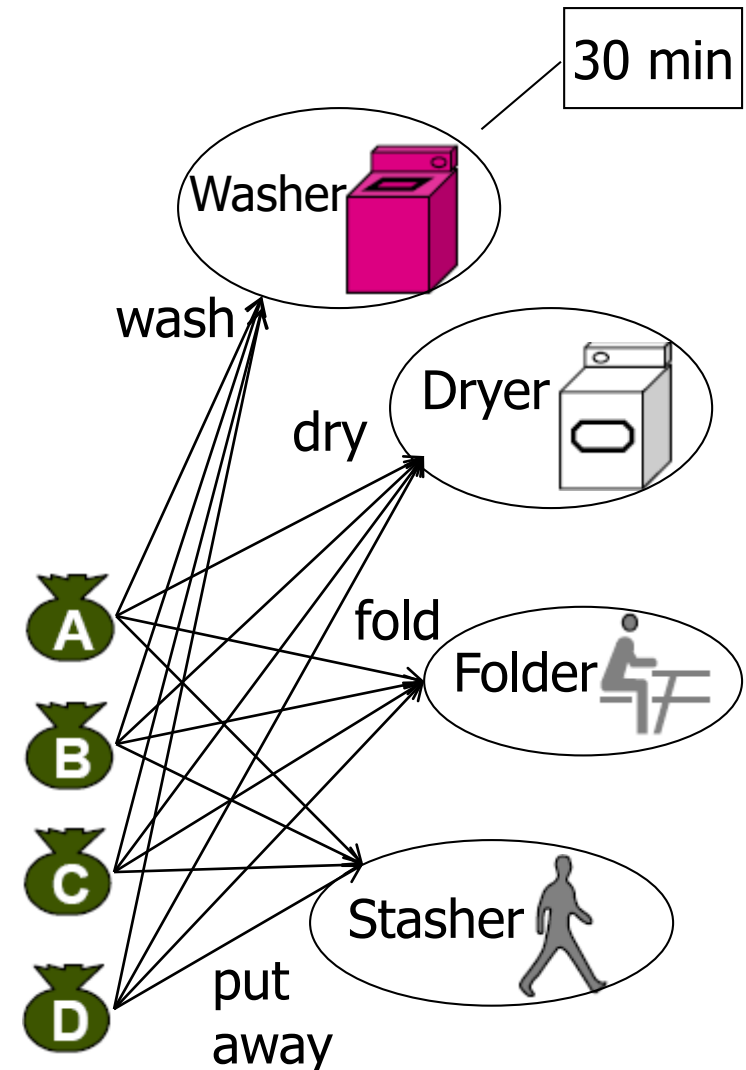 30 min
Washer
wash
Dryer
dry
A
fold
Folder
B
C
Stasher
D
put
away